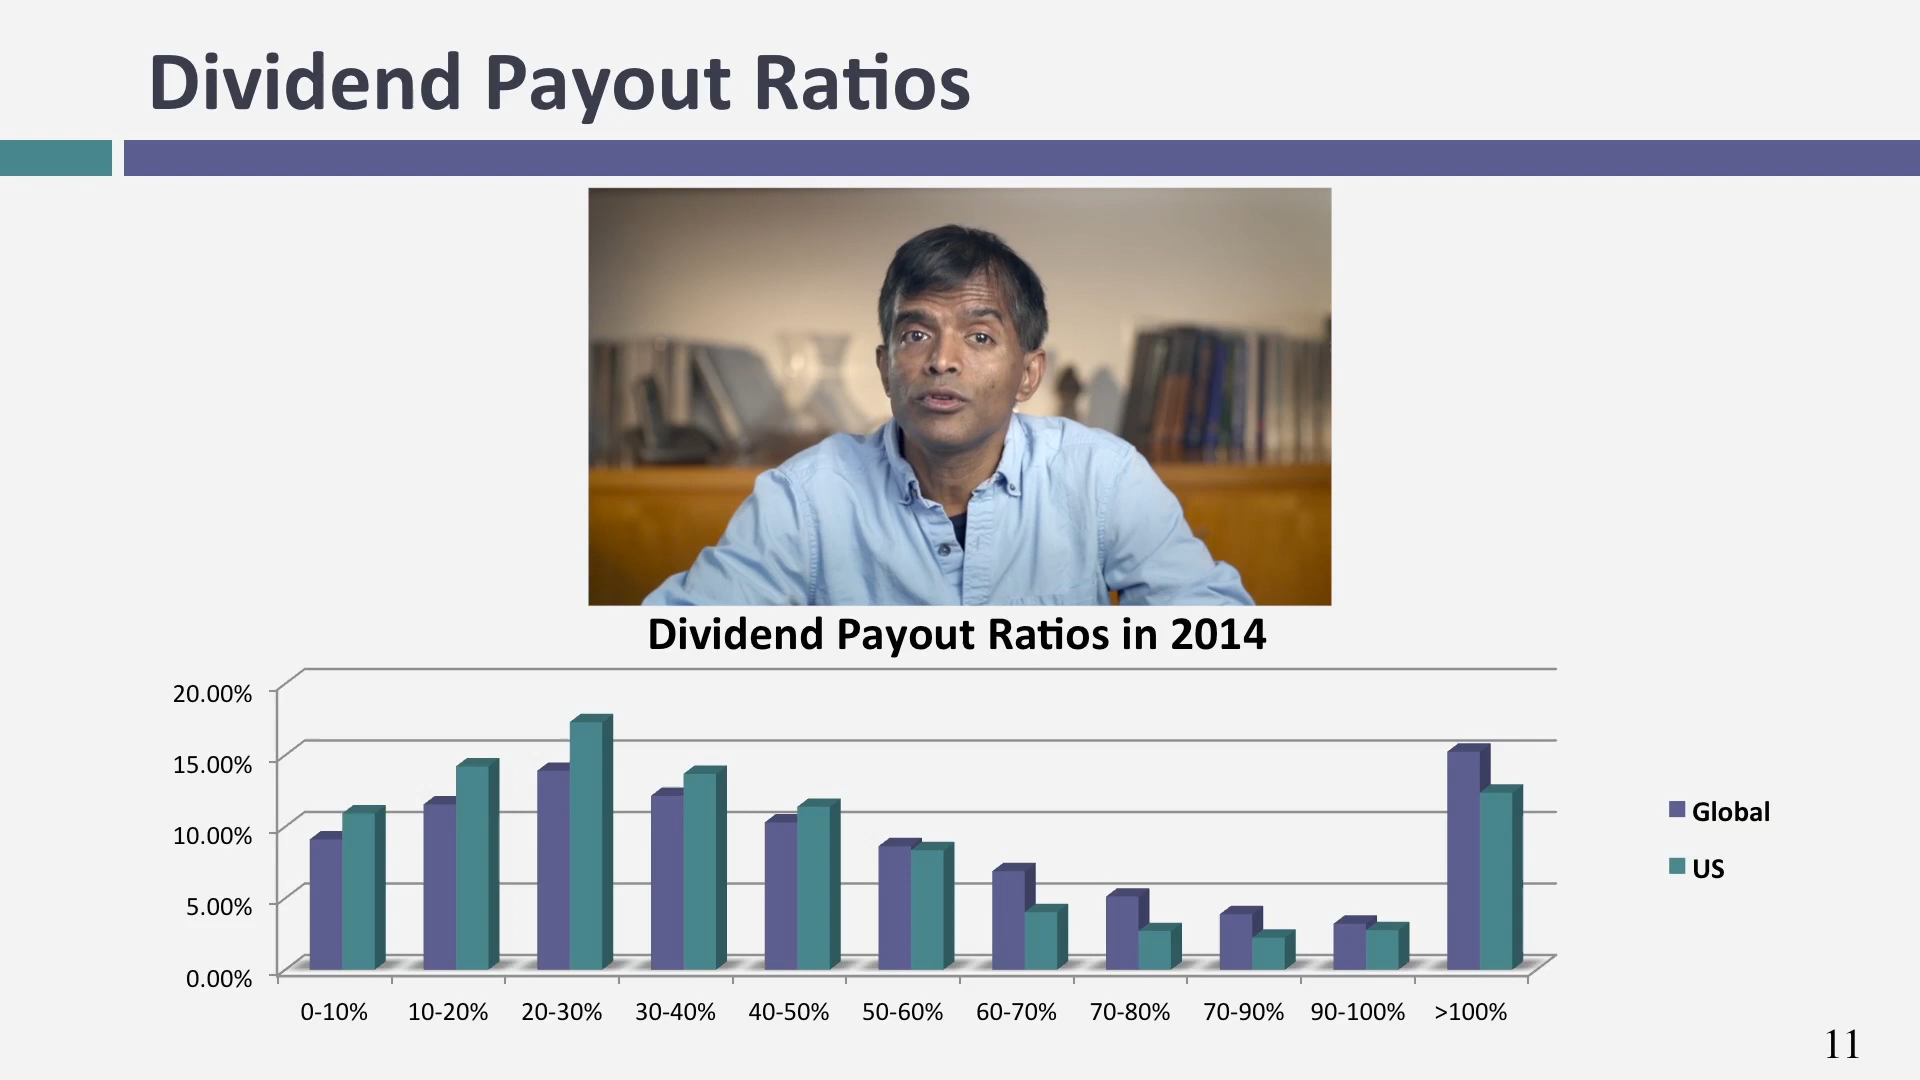 Dividend Payout Ratios
Dividend Payout Ratios in 2014
20.00%
15.00%
10.00%
5.00%
0.00%
0-10% 10-20% 20-30% 30-40% 40-50% 50-60% 60-70% 70-80% 70-90% 90-100% >100%
Global
US
11